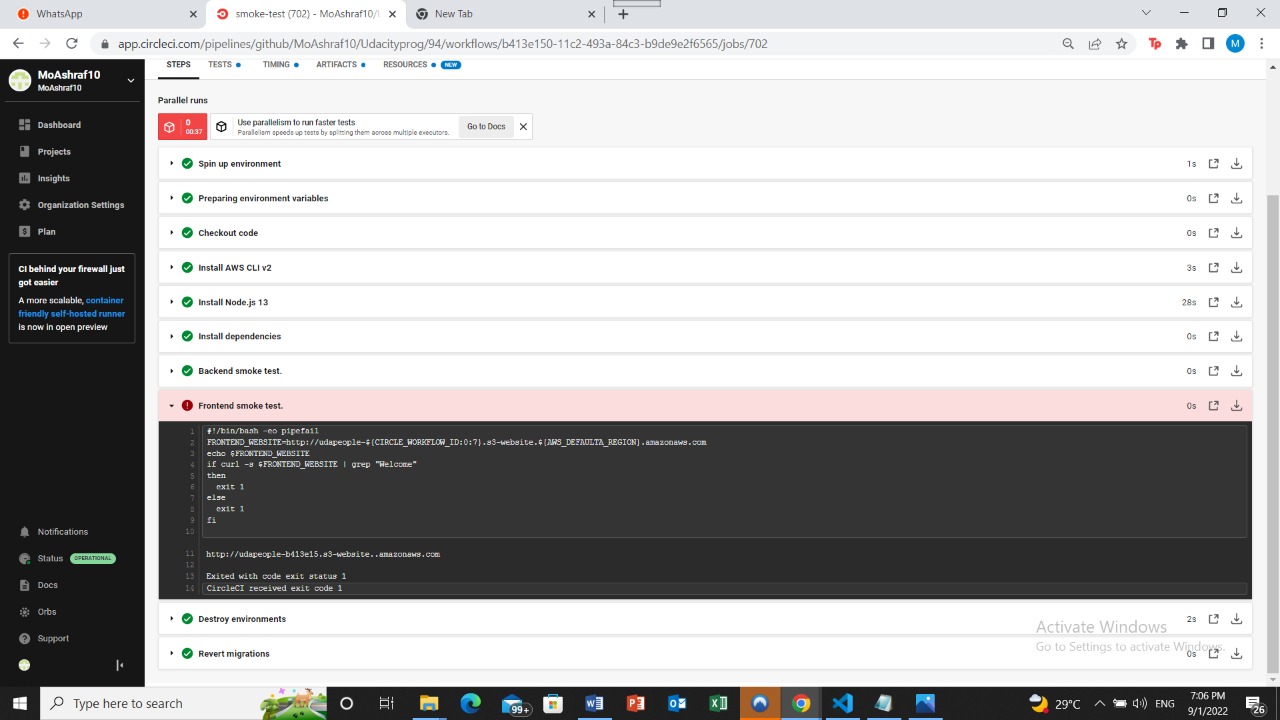 WhatsApp
smoke-test (702) - MoAshraf10/U
New Tab
app.circleci.com/pipelines/github/MoAshraf10/Udacityprog/94/workflows/b413e150-11c2-493a-84c3-b9de9e2f6565/jobs/702
Tp
M
MoAshraf10
MoAshraf10
STEPS TESTS TIMING ARTIFACTS RESOURCES NEW
Dashboard
Projects
Insights
Organization Settings
Plan
CI behind your firewall just
got easier
A more scalable, container
friendly self-hosted runner
is now in open preview
Notifications
Status OPERATIONAL
Docs
Orbs
Support
Parallel runs
0
00:37
Use parallelism to run faster tests
Parallelism speeds up tests by splitting them across multiple executors.
Go to Docs
Spin up environment 1s
Preparing environment variables 0s
Checkout code 0s
Install AWS CLI v2 3s
Install Node.js 13 28s
Install dependencies 0s
Backend smoke test. 0s
Frontend smoke test. 0s
1 #!/bin/bash -eo pipefail
2 FRONTEND_WEBSITE=http://udapeople-${CIRCLE_WORKFLOW_ID:0:7}.s3-website.${AWS_DEFAULTA_REGION}.amazonaws.com
3 echo $FRONTEND_WEBSITE
4 if curl -s $FRONTEND_WEBSITE | grep "Welcome"
5 then
6 exit 1
7 else
8 exit 1
9 fi
10
11 http://udapeople-b413e15.s3-website..amazonaws.com
12
13 Exited with code exit status 1
14 CircleCI received exit code 1
Destroy environments 2s
Revert migrations 0s
Activate Windows
Go to Settings to activate Windows.
Type here to search
99+
29°C
ENG
7:06 PM
9/1/2022
26